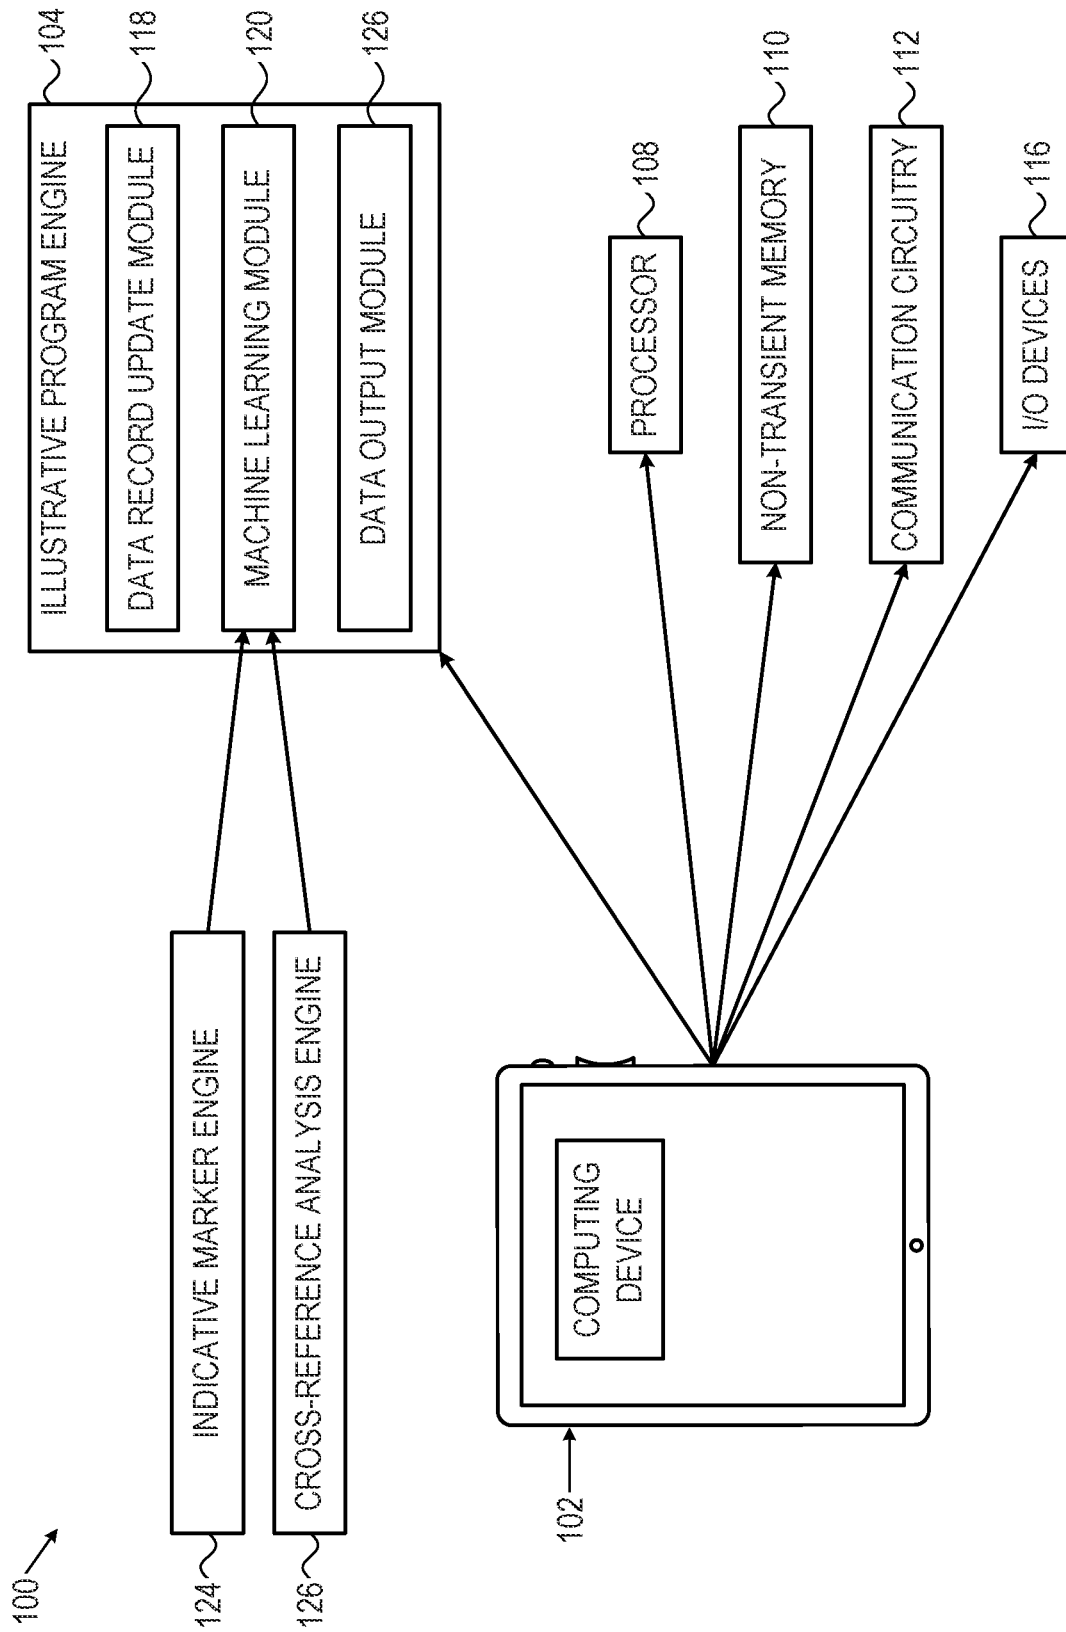 100
124
INDICATIVE MARKER ENGINE
126
CROSS-REFERENCE ANALYSIS ENGINE
ILLUSTRATIVE PROGRAM ENGINE
104
DATA RECORD UPDATE MODULE
118
MACHINE LEARNING MODULE
120
DATA OUTPUT MODULE
126
102
COMPUTING
DEVICE
PROCESSOR
108
NON-TRANSIENT MEMORY
110
COMMUNICATION CIRCUITRY
112
I/O DEVICES
116